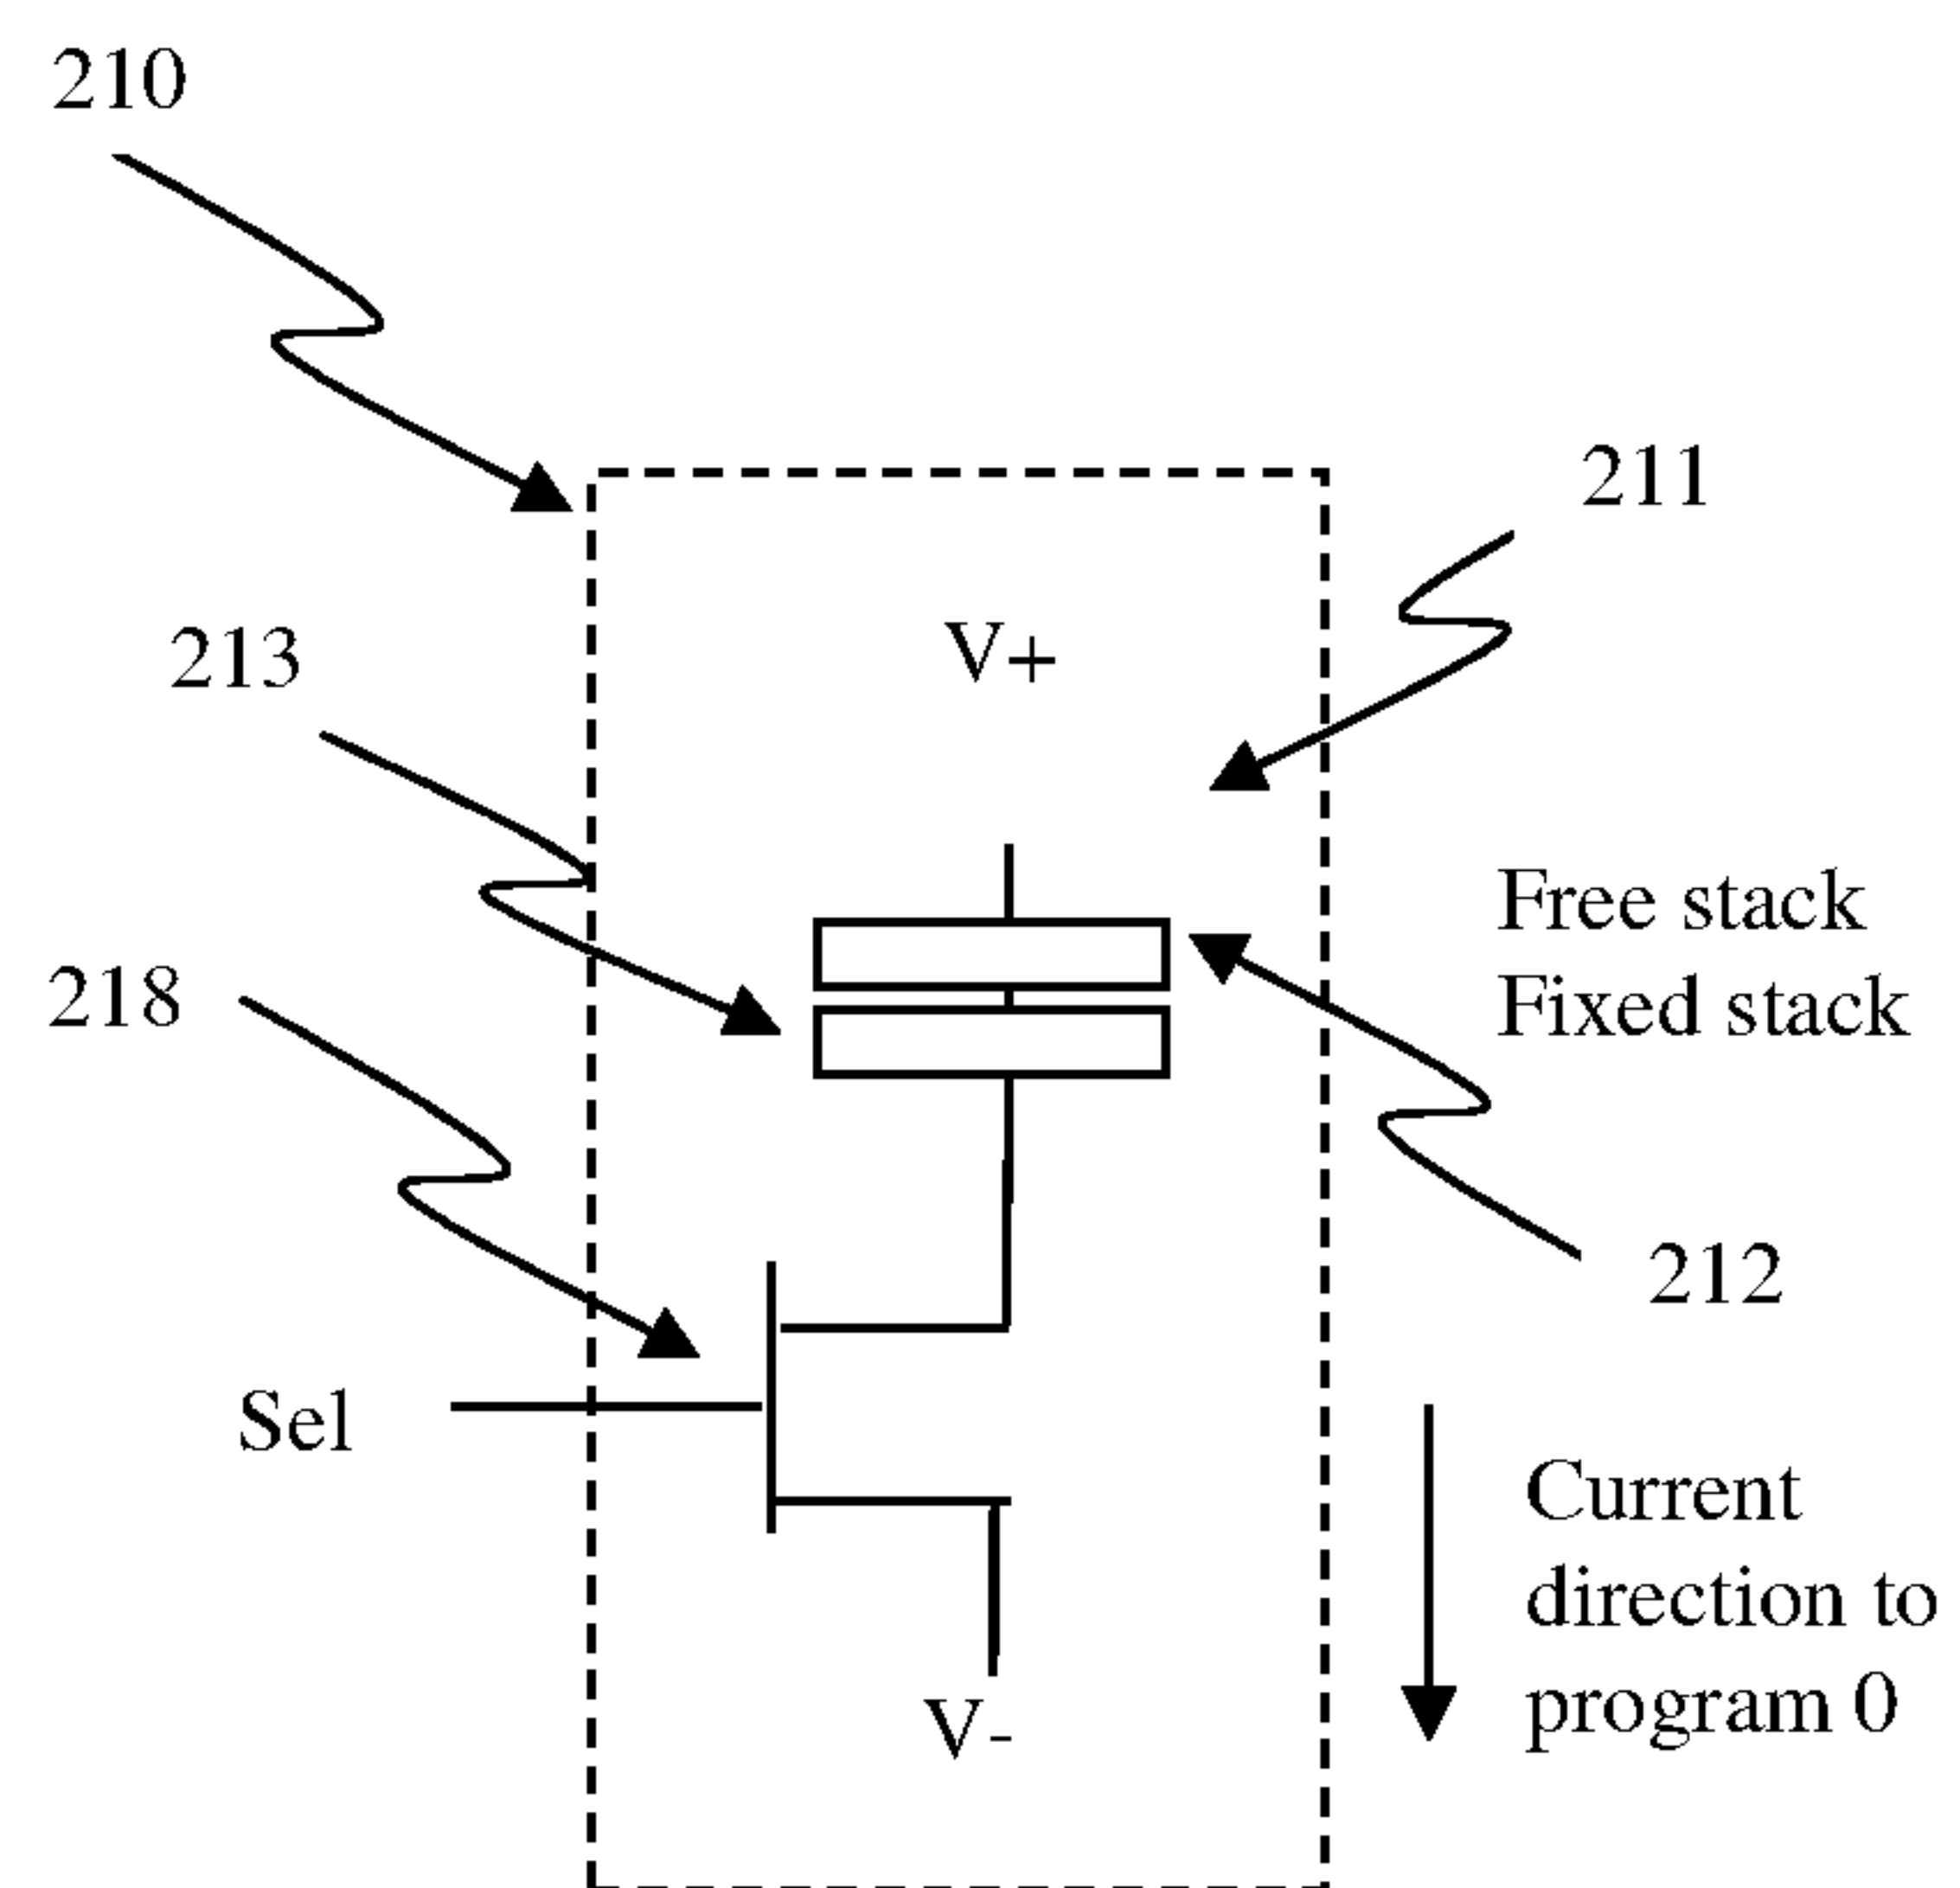 210
211
213
V+
Free stack
218
Fixed stack
212
Sel
Current
direction to
program 0
V-